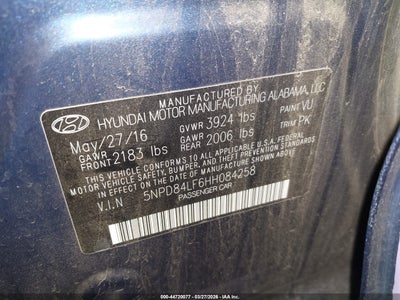 MANUFACTURED BY
HYUNDAI MOTOR MANUFACTURING ALABAMA, LLC
May/27/16 GVWR 3924 lbs PAINT VU
GAWR FRONT 2183 lbs GAWR REAR 2006 lbs TRIM PK
THIS VEHICLE CONFORMS TO ALL APPLICABLE U.S. FEDERAL
MOTOR VEHICLE SAFETY, BUMPER, AND THEFT PREVENTION
STANDARDS IN EFFECT ON THE DATE OF MANUFACTURE
SHOWN ABOVE.
V.I.N 5NPD84LF6HH084258
PASSENGER CAR
000-44720077 - 03/27/2026 - 0000